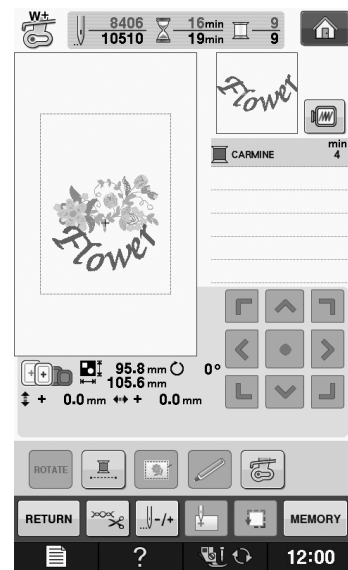 W+
8406 16min 9
10510 19min 9
Flower
min
CARMINE 4
Flower
95.8 mm 0°
105.6 mm
+ 0.0 mm + 0.0 mm
ROTATE
RETURN -/+ MEMORY
? 12:00